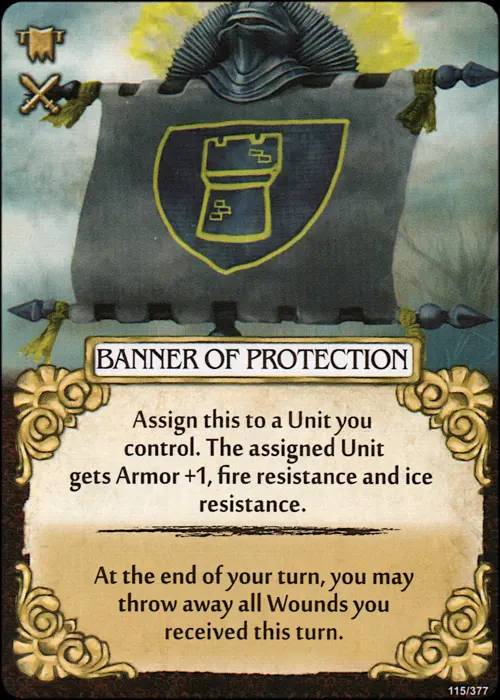 BANNER OF PROTECTION
Assign this to a Unit you
control. The assigned Unit
gets Armor +1, fire resistance and ice
resistance.
At the end of your turn, you may
throw away all Wounds you
received this turn.
115/377